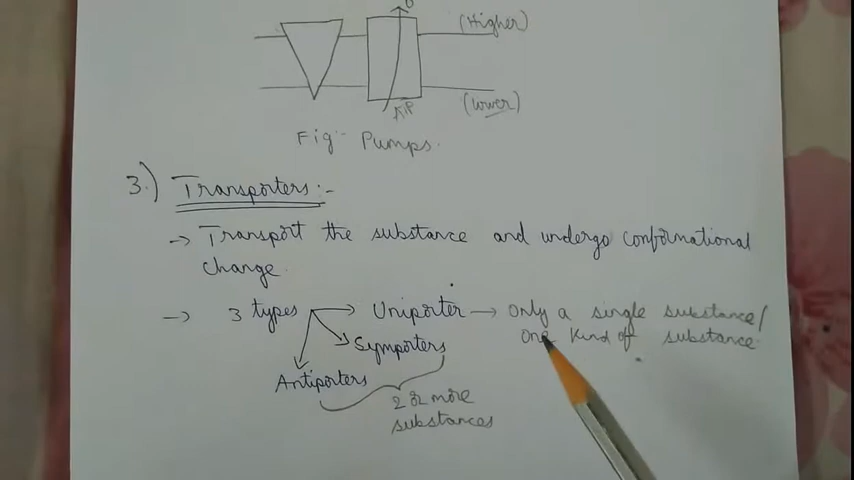 (Higher)
(lower)
Fig:- Pumps.
3.) Transporters:-
-> Transport the substance and undergo conformational
change.
-> 3 types -> Uniporter -> Only a single substance/
one kind of substance.
Symporters
Antiporters
2 or more
substances